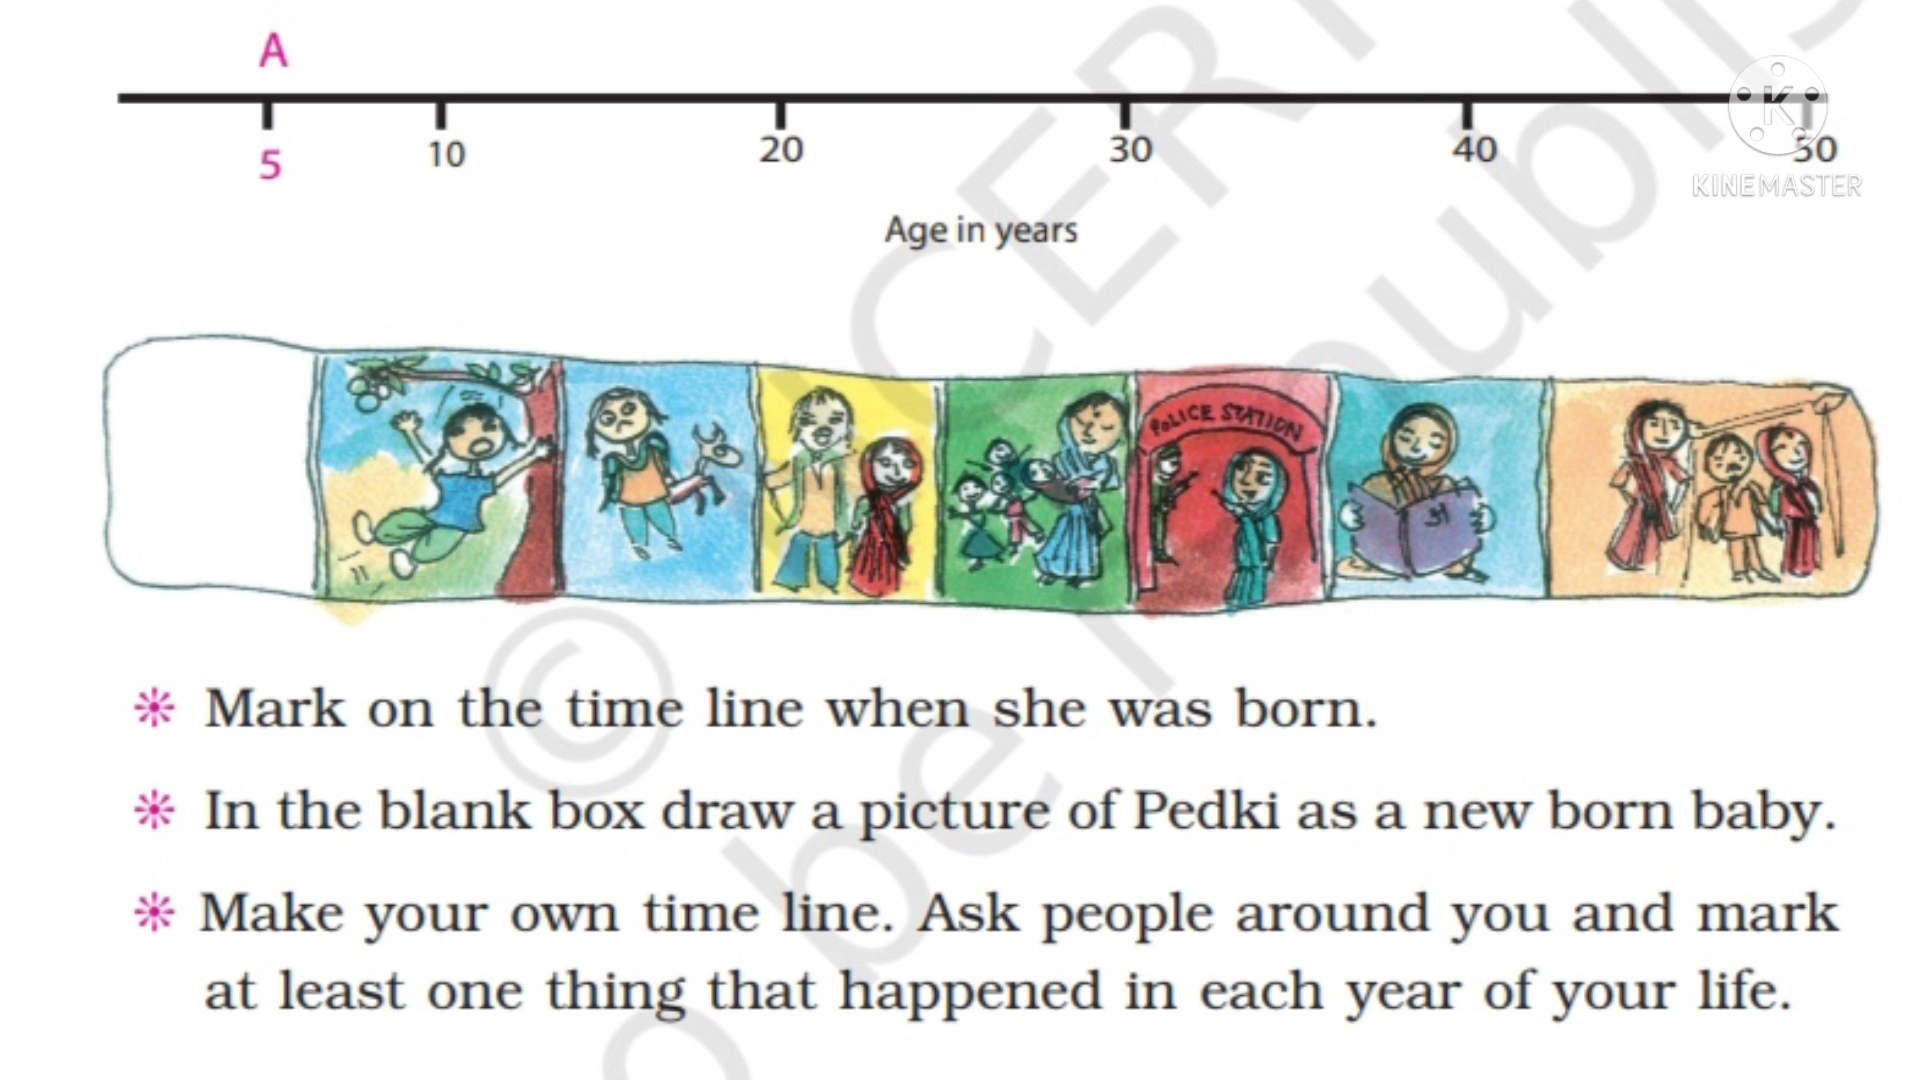 A
5 10 20 30 40 50
K
KINEMASTER
Age in years
POLICE STATION
अ
❊ Mark on the time line when she was born.
❊ In the blank box draw a picture of Pedki as a new born baby.
❊ Make your own time line. Ask people around you and mark
at least one thing that happened in each year of your life.
©
be